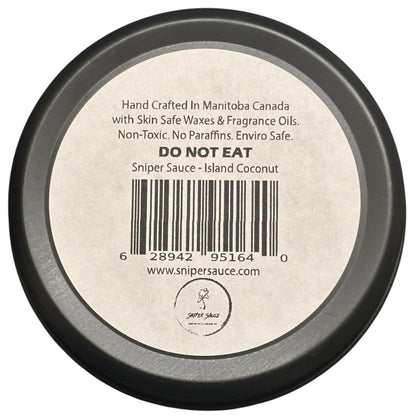 Hand Crafted In Manitoba Canada
with Skin Safe Waxes & Fragrance Oils.
Non-Toxic. No Paraffins. Enviro Safe.
DO NOT EAT
Sniper Sauce - Island Coconut
6 28942 95164 0
www.snipersauce.com
SNIPER SAUCE